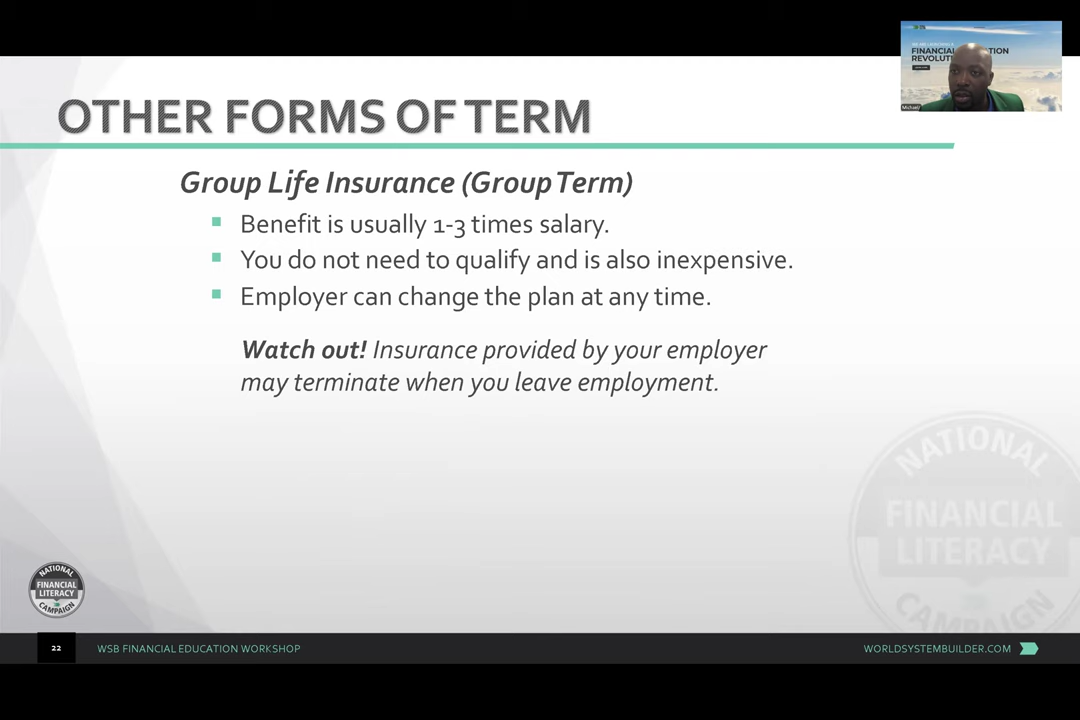 FINANCIAL
TION
REVOLUT
Michael
OTHER FORMS OF TERM
Group Life Insurance (Group Term)
▪ Benefit is usually 1-3 times salary.
▪ You do not need to qualify and is also inexpensive.
▪ Employer can change the plan at any time.
Watch out! Insurance provided by your employer
may terminate when you leave employment.
NATIONAL
FINANCIAL
LITERACY
CAMPAIGN
NATIONAL
FINANCIAL
LITERACY
CAMPAIGN
22
WSB FINANCIAL EDUCATION WORKSHOP
WORLDSYSTEMBUILDER.COM